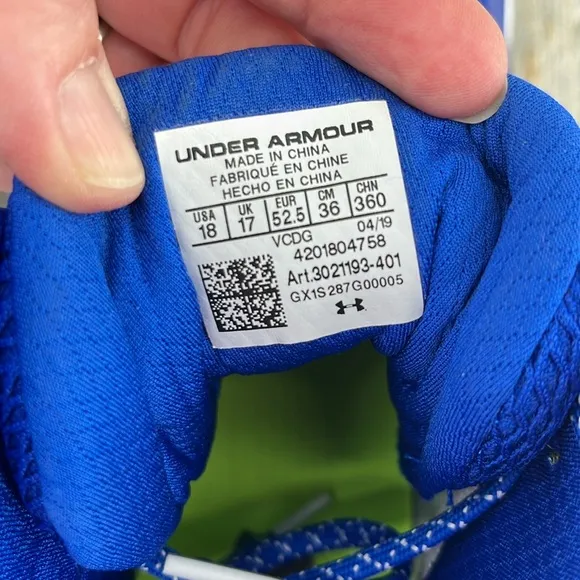 UNDER ARMOUR
MADE IN CHINA
FABRIQUÉ EN CHINE
HECHO EN CHINA
USA UK EUR CM CHN
18 17 52.5 36 360
VCDG 04/19
4201804758
Art.3021193-401
GX1S287G00005